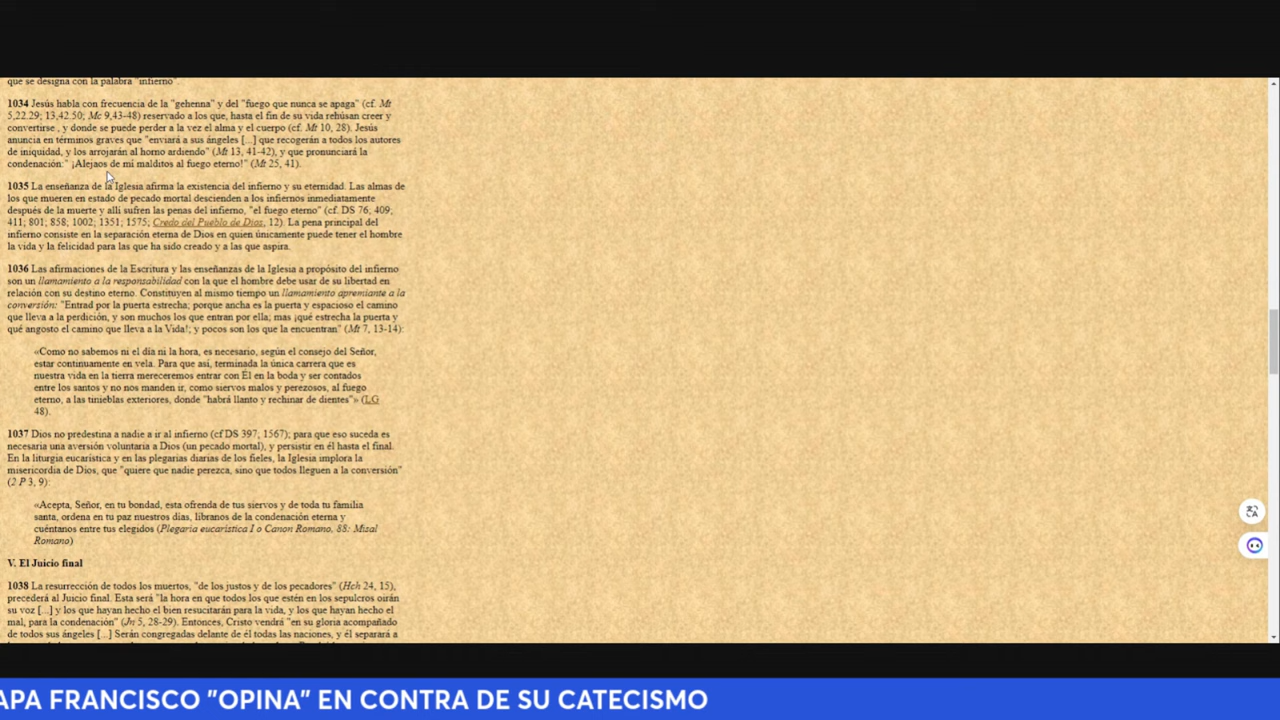 que se designa con la palabra "infierno".
1034 Jesús habla con frecuencia de la "gehenna" y del "fuego que nunca se apaga" (cf. Mt
5,22.29; 13,42.50; Mc 9,43-48) reservado a los que, hasta el fin de su vida rehúsan creer y
convertirse , y donde se puede perder a la vez el alma y el cuerpo (cf. Mt 10, 28). Jesús
anuncia en términos graves que "enviará a sus ángeles [...] que recogerán a todos los autores
de iniquidad, y los arrojarán al horno ardiendo" (Mt 13, 41-42), y que pronunciará la
condenación:" ¡Alejaos de mí malditos al fuego eterno!" (Mt 25, 41).
1035 La enseñanza de la Iglesia afirma la existencia del infierno y su eternidad. Las almas de
los que mueren en estado de pecado mortal descienden a los infiernos inmediatamente
después de la muerte y allí sufren las penas del infierno, "el fuego eterno" (cf. DS 76; 409;
411; 801; 858; 1002; 1351; 1575; Credo del Pueblo de Dios, 12). La pena principal del
infierno consiste en la separación eterna de Dios en quien únicamente puede tener el hombre
la vida y la felicidad para las que ha sido creado y a las que aspira.
1036 Las afirmaciones de la Escritura y las enseñanzas de la Iglesia a propósito del infierno
son un llamamiento a la responsabilidad con la que el hombre debe usar de su libertad en
relación con su destino eterno. Constituyen al mismo tiempo un llamamiento apremiante a la
conversión: "Entrad por la puerta estrecha; porque ancha es la puerta y espacioso el camino
que lleva a la perdición, y son muchos los que entran por ella; mas ¡qué estrecha la puerta y
qué angosto el camino que lleva a la Vida!; y pocos son los que la encuentran" (Mt 7, 13-14):
«Como no sabemos ni el día ni la hora, es necesario, según el consejo del Señor,
estar continuamente en vela. Para que así, terminada la única carrera que es
nuestra vida en la tierra mereceremos entrar con Él en la boda y ser contados
entre los santos y no nos manden ir, como siervos malos y perezosos, al fuego
eterno, a las tinieblas exteriores, donde "habrá llanto y rechinar de dientes"» (LG
48).
1037 Dios no predestina a nadie a ir al infierno (cf DS 397; 1567); para que eso suceda es
necesaria una aversión voluntaria a Dios (un pecado mortal), y persistir en él hasta el final.
En la liturgia eucarística y en las plegarias diarias de los fieles, la Iglesia implora la
misericordia de Dios, que "quiere que nadie perezca, sino que todos lleguen a la conversión"
(2 P 3, 9):
«Acepta, Señor, en tu bondad, esta ofrenda de tus siervos y de toda tu familia
santa, ordena en tu paz nuestros días, líbranos de la condenación eterna y
cuéntanos entre tus elegidos (Plegaria eucarística I o Canon Romano, 88: Misal
Romano)
V. El Juicio final
1038 La resurrección de todos los muertos, "de los justos y de los pecadores" (Hch 24, 15),
precederá al Juicio final. Esta será "la hora en que todos los que estén en los sepulcros oirán
su voz [...] y los que hayan hecho el bien resucitarán para la vida, y los que hayan hecho el
mal, para la condenación" (Jn 5, 28-29). Entonces, Cristo vendrá "en su gloria acompañado
de todos sus ángeles [...] Serán congregadas delante de él todas las naciones, y él separará a
APA FRANCISCO "OPINA" EN CONTRA DE SU CATECISMO